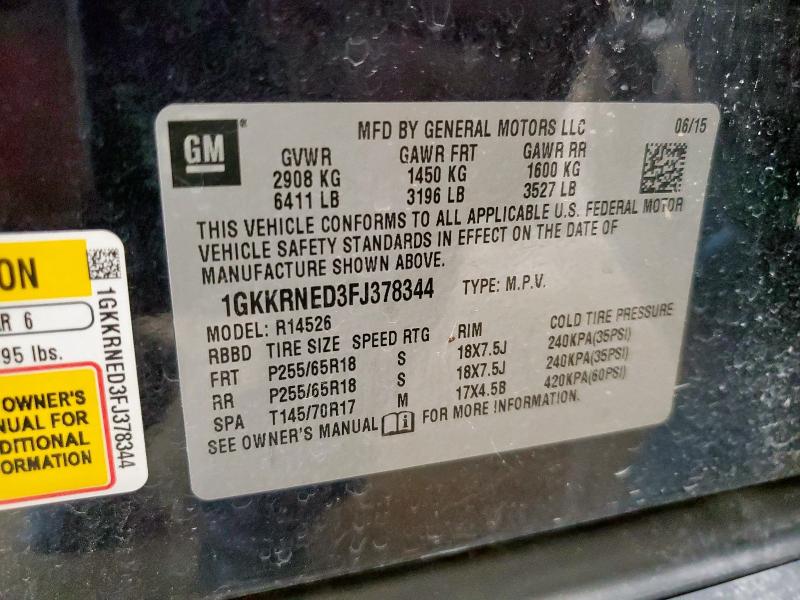 GM
MFD BY GENERAL MOTORS LLC 06/15
GVWR GAWR FRT GAWR RR
2908 KG 1450 KG 1600 KG
6411 LB 3196 LB 3527 LB
THIS VEHICLE CONFORMS TO ALL APPLICABLE U.S. FEDERAL MOTOR
VEHICLE SAFETY STANDARDS IN EFFECT ON THE DATE OF
MANUFACTURE SHOWN ABOVE.
1GKKRNED3FJ378344 TYPE: M.P.V.
MODEL: R14526
RBBD TIRE SIZE SPEED RTG RIM COLD TIRE PRESSURE
FRT P255/65R18 S 18X7.5J 240KPA(35PSI)
RR P255/65R18 S 18X7.5J 240KPA(35PSI)
SPA T145/70R17 M 17X4.5B 420KPA(60PSI)
SEE OWNER'S MANUAL FOR MORE INFORMATION.
ON
R 6
95 lbs.
OWNER'S
NUAL FOR
DITIONAL
ORMATION
1GKKRNED3FJ378344